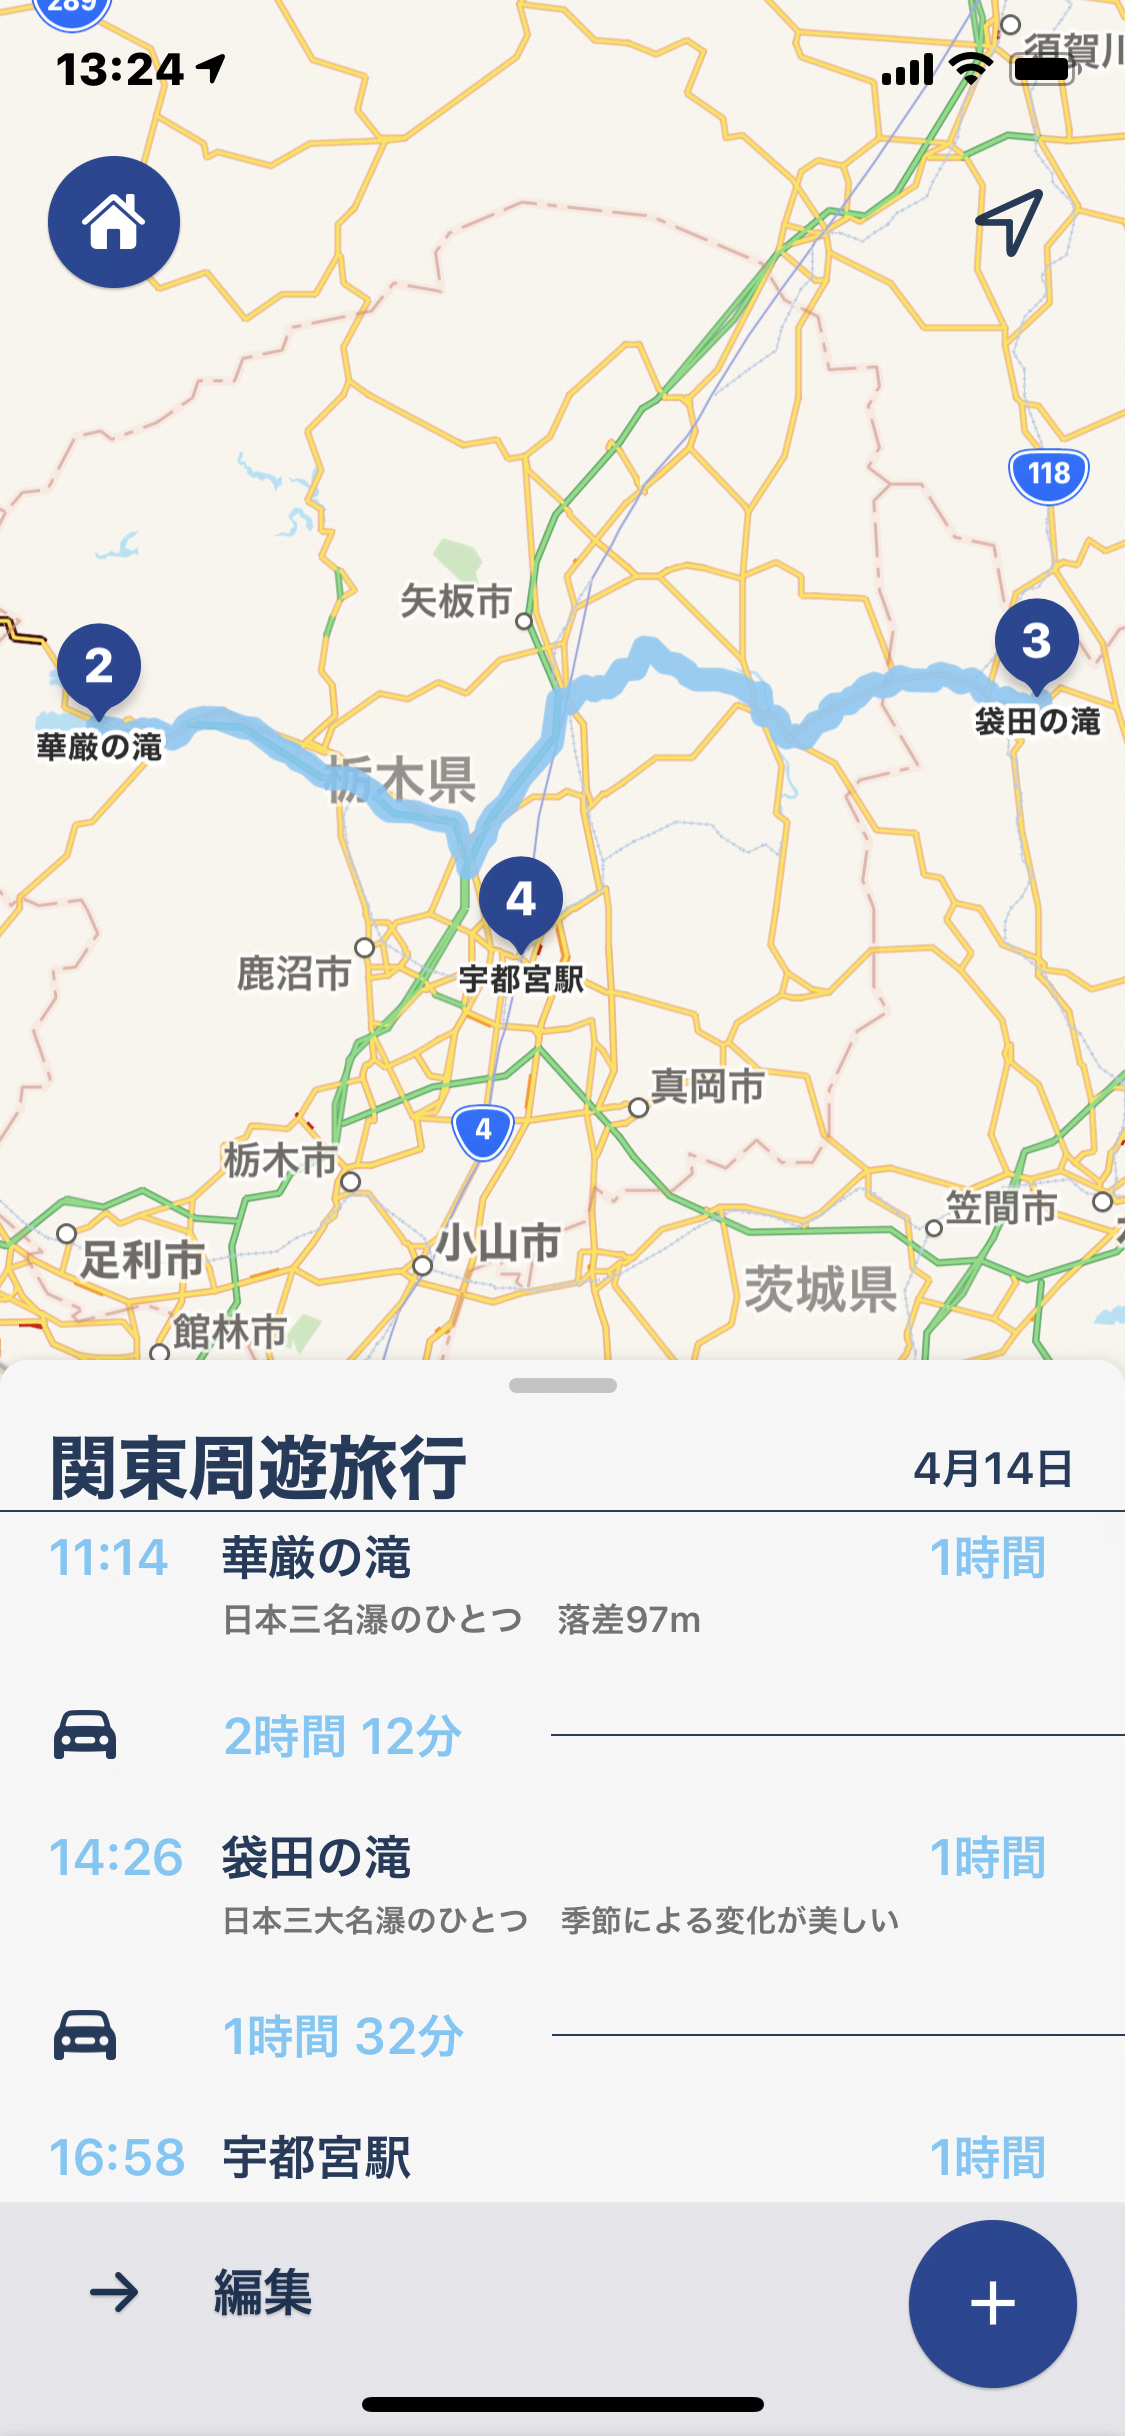 289
13:24
須賀川
118
矢板市
2
3
華厳の滝
袋田の滝
栃木県
4
宇都宮駅
鹿沼市
真岡市
4
栃木市
笠間市
小山市
足利市
茨城県
館林市
関東周遊旅行 4月14日
11:14 華厳の滝 1時間
日本三名瀑のひとつ 落差97m
2時間 12分
14:26 袋田の滝 1時間
日本三大名瀑のひとつ 季節による変化が美しい
1時間 32分
16:58 宇都宮駅 1時間
→ 編集 +